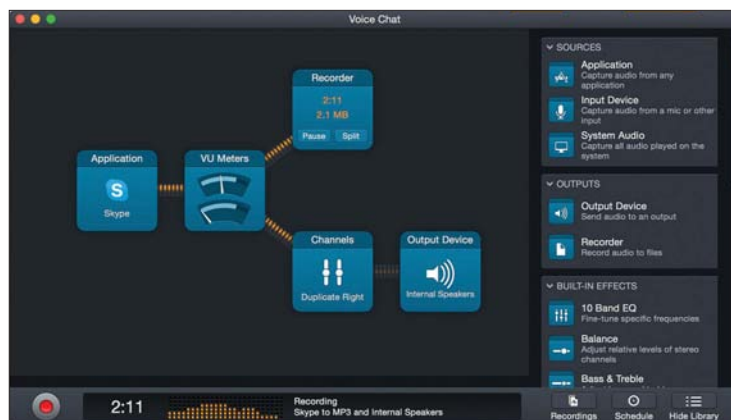 Voice Chat
Recorder
2:11
2.1 MB
Pause Split
Application
S
Skype
VU Meters
Channels
Duplicate Right
Output Device
Internal Speakers
SOURCES
Application
Capture audio from any
application
Input Device
Capture audio from a mic or other
input
System Audio
Capture all audio played on the
system
OUTPUTS
Output Device
Send audio to an output
Recorder
Record audio to files
BUILT-IN EFFECTS
10 Band EQ
Fine-tune specific frequencies
Balance
Adjust relative levels of stereo
channels
Bass & Treble
2:11
Recording
Skype to MP3 and Internal Speakers
Recordings
Schedule
Hide Library